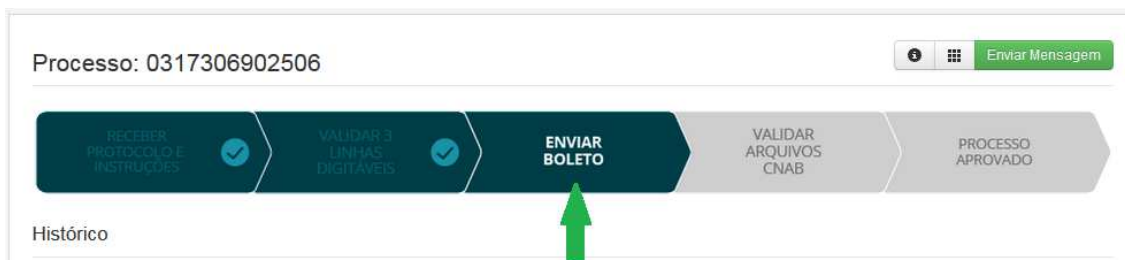 Processo: 0317306902506
Enviar Mensagem
RECEBER
PROTOCOLO E
INSTRUÇÕES
VALIDAR 3
LINHAS
DIGITÁVEIS
ENVIAR
BOLETO
VALIDAR
ARQUIVOS
CNAB
PROCESSO
APROVADO
Histórico